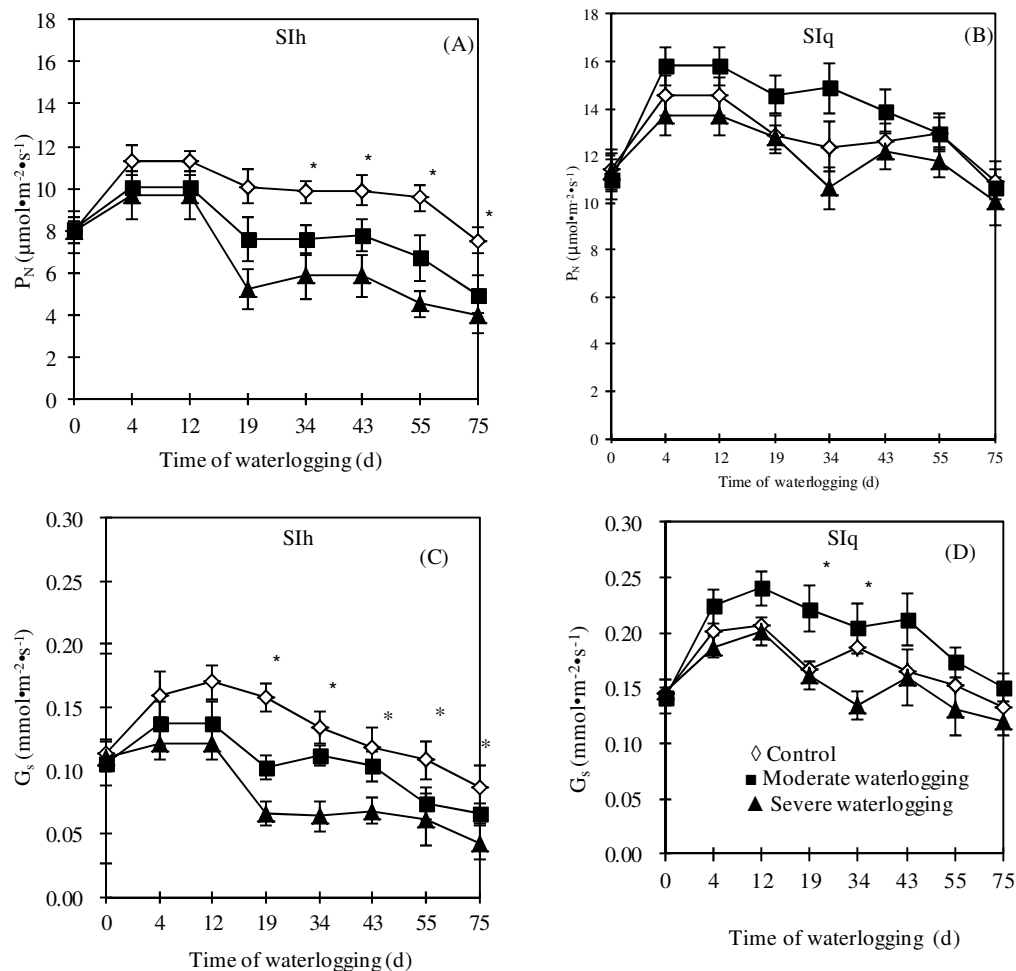 SIh
(A)
18
16
14
12
10
8
6
4
2
0
P_N (μmol•m⁻²•s⁻¹)
*
*
*
*
0 4 12 19 34 43 55 75
Time of waterlogging (d)
SIq
(B)
18
16
14
12
10
8
6
4
2
0
P_N (μmol•m⁻²•s⁻¹)
0 4 12 19 34 43 55 75
Time of waterlogging (d)
SIh
(C)
0.30
0.25
0.20
0.15
0.10
0.05
0.00
G_s (mmol•m⁻²•s⁻¹)
*
*
*
*
*
0 4 12 19 34 43 55 75
Time of waterlogging (d)
SIq
(D)
0.30
0.25
0.20
0.15
0.10
0.05
0.00
G_s (mmol•m⁻²•s⁻¹)
*
*
Control
Moderate waterlogging
Severe waterlogging
0 4 12 19 34 43 55 75
Time of waterlogging (d)